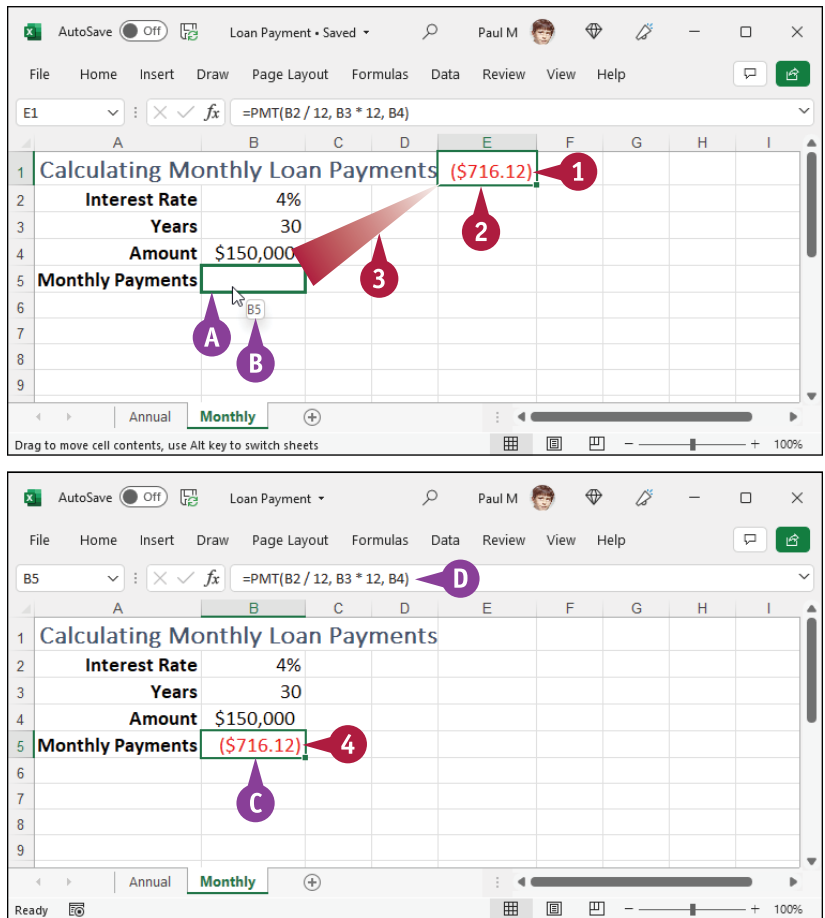 AutoSave Off Loan Payment • Saved Paul M
File Home Insert Draw Page Layout Formulas Data Review View Help
E1 fx =PMT(B2 / 12, B3 * 12, B4)
A B C D E F G H I
1 Calculating Monthly Loan Payments ($716.12) 1
2 Interest Rate 4%
3 Years 30 2
4 Amount $150,000
5 Monthly Payments 3
6 B5
7 A
8 B
9
Annual Monthly
Drag to move cell contents, use Alt key to switch sheets 100%
AutoSave Off Loan Payment Paul M
File Home Insert Draw Page Layout Formulas Data Review View Help
B5 fx =PMT(B2 / 12, B3 * 12, B4) D
A B C D E F G H I
1 Calculating Monthly Loan Payments
2 Interest Rate 4%
3 Years 30
4 Amount $150,000
5 Monthly Payments ($716.12) 4
6
7 C
8
9
Annual Monthly
Ready 100%